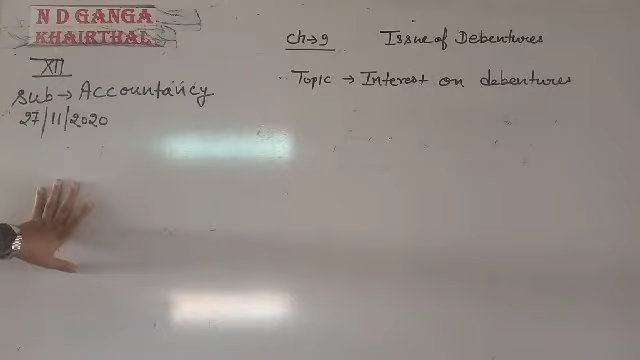 N D GANGA
KHAIRTHAL
XII
Sub → Accountancy
27/11/2020
Ch→9 Issue of Debentures
Topic → Interest on debentures